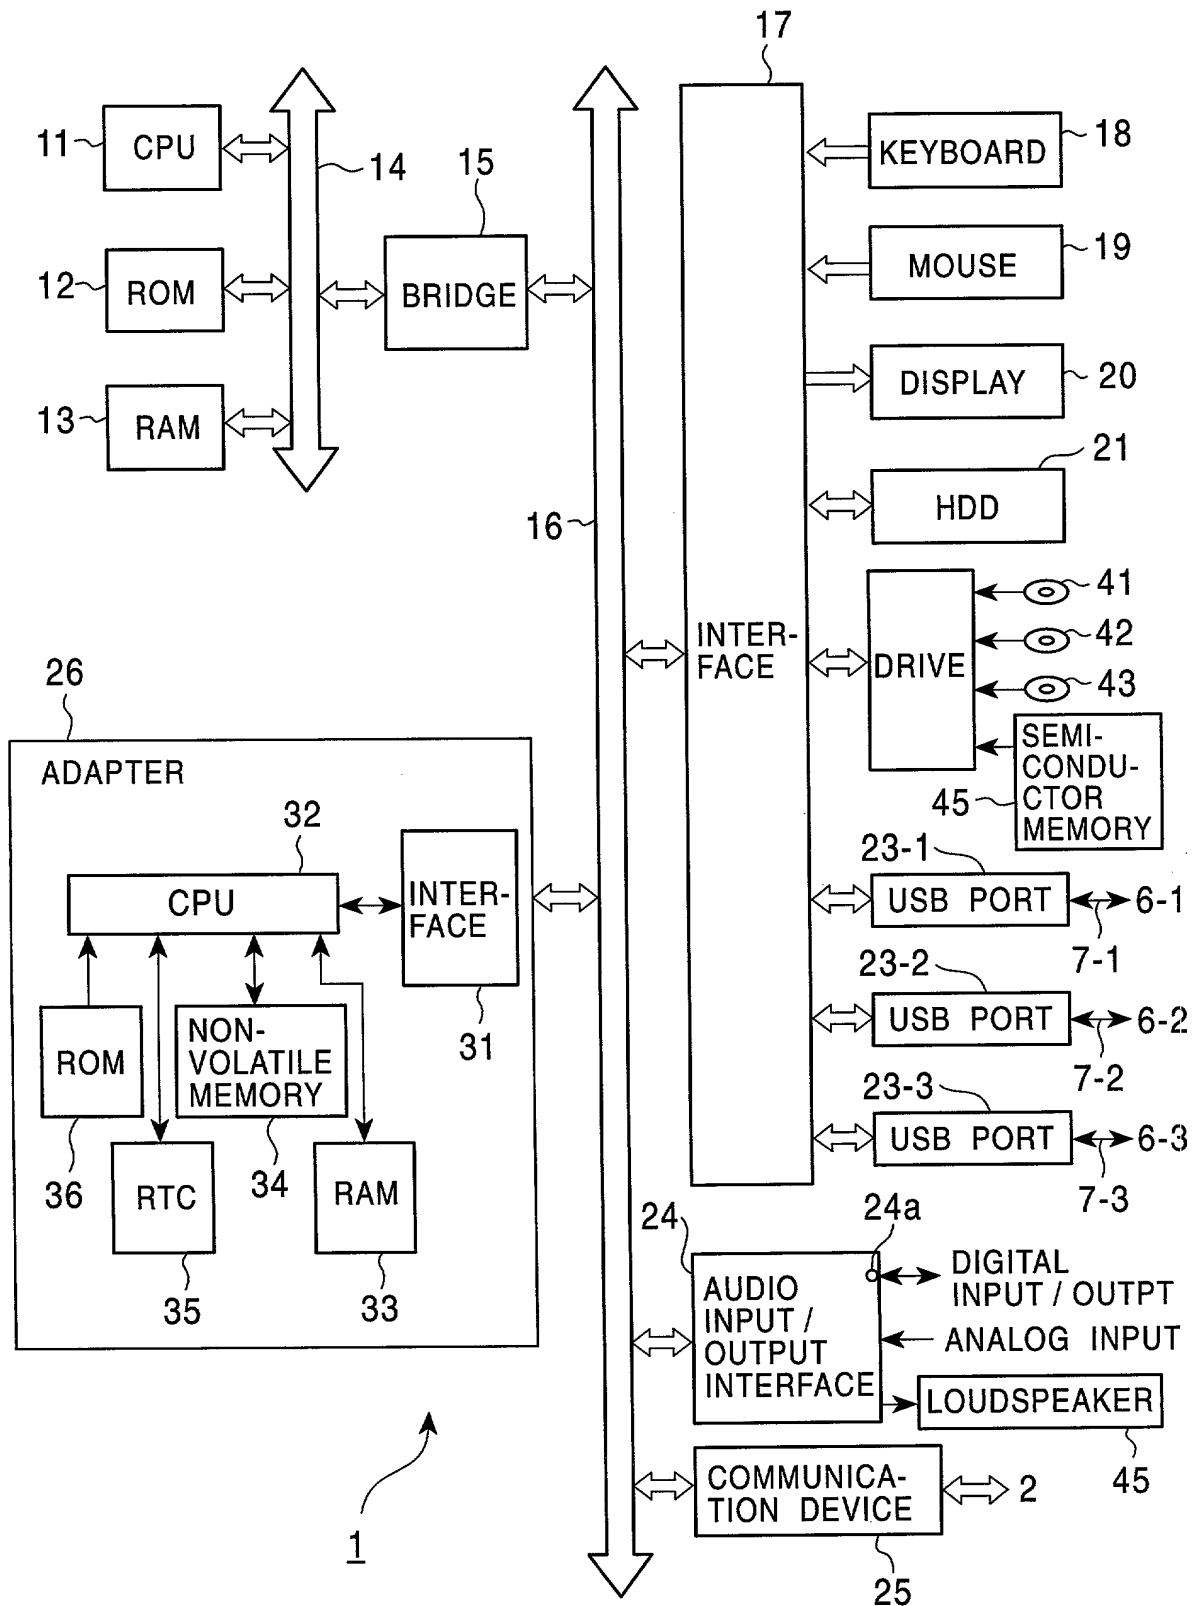 17
11
CPU
14
15
18
KEYBOARD
12
ROM
BRIDGE
19
MOUSE
13
RAM
20
DISPLAY
21
HDD
16
INTER-
FACE
DRIVE
41
42
43
SEMI-
CONDU-
CTOR
MEMORY
45
26
ADAPTER
32
CPU
INTER-
FACE
31
ROM
36
NON-
VOLATILE
MEMORY
34
RTC
35
RAM
33
23-1
USB PORT
6-1
7-1
23-2
USB PORT
6-2
7-2
23-3
USB PORT
6-3
7-3
24
24a
AUDIO
INPUT /
OUTPUT
INTERFACE
DIGITAL
INPUT / OUTPT
ANALOG INPUT
LOUDSPEAKER
45
COMMUNICA-
TION DEVICE
2
25
1